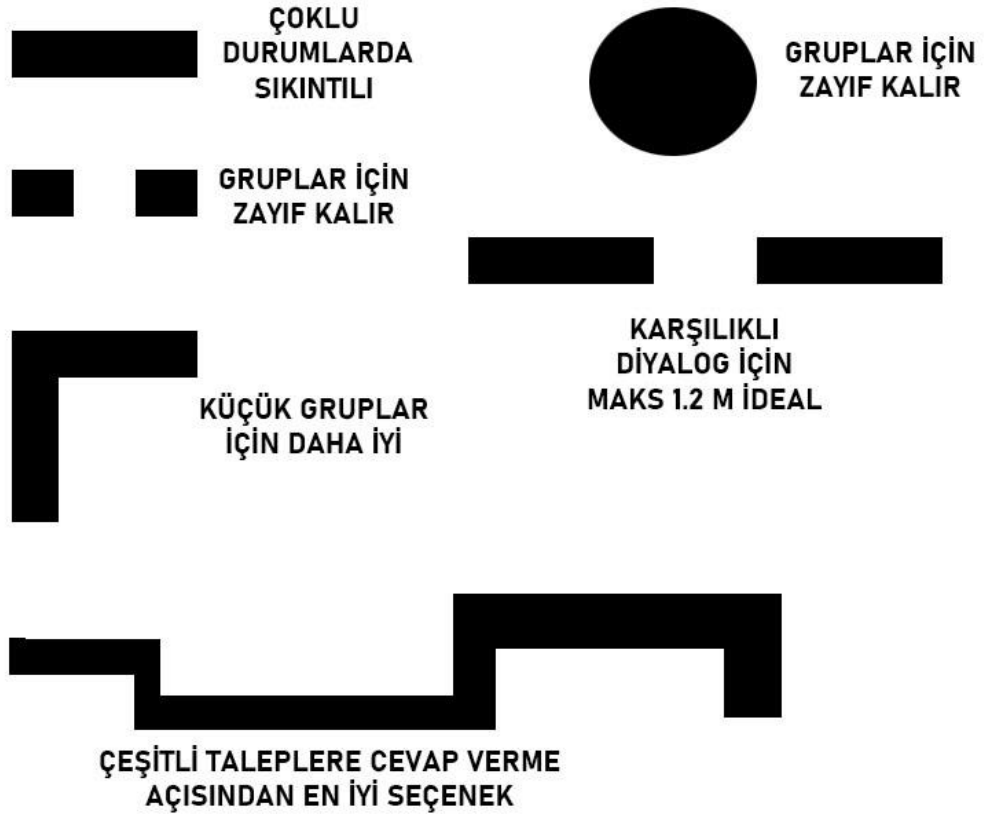 ÇOKLU
DURUMLARDA
SIKINTILI
GRUPLAR İÇİN
ZAYIF KALIR
GRUPLAR İÇİN
ZAYIF KALIR
KARŞILIKLI
DİYALOG İÇİN
MAKS 1.2 M İDEAL
KÜÇÜK GRUPLAR
İÇİN DAHA İYİ
ÇEŞİTLİ TALEPLERE CEVAP VERME
AÇISINDAN EN İYİ SEÇENEK